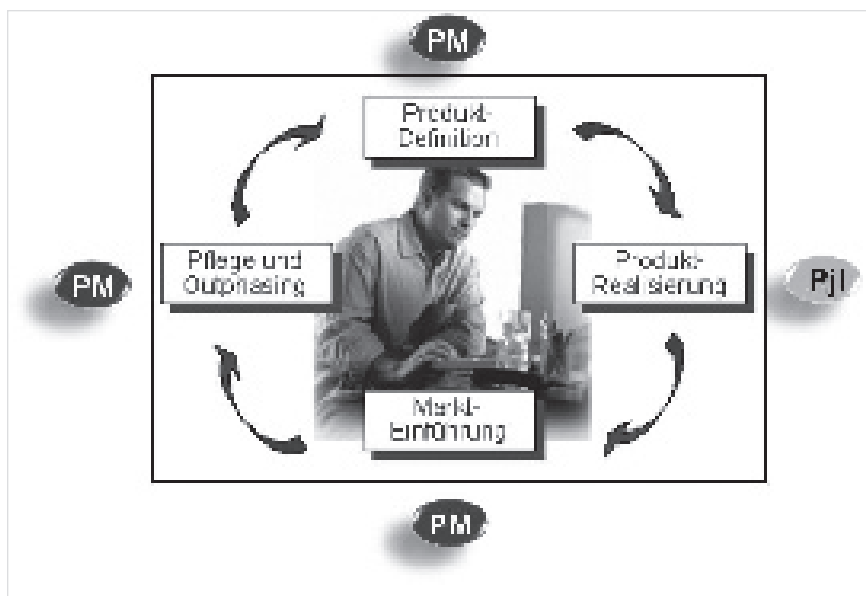 PM
Produkt-
Definition
PM
Pflege und
Outphasing
Produkt-
Realisierung
Pjl
Markt-
Einführung
PM